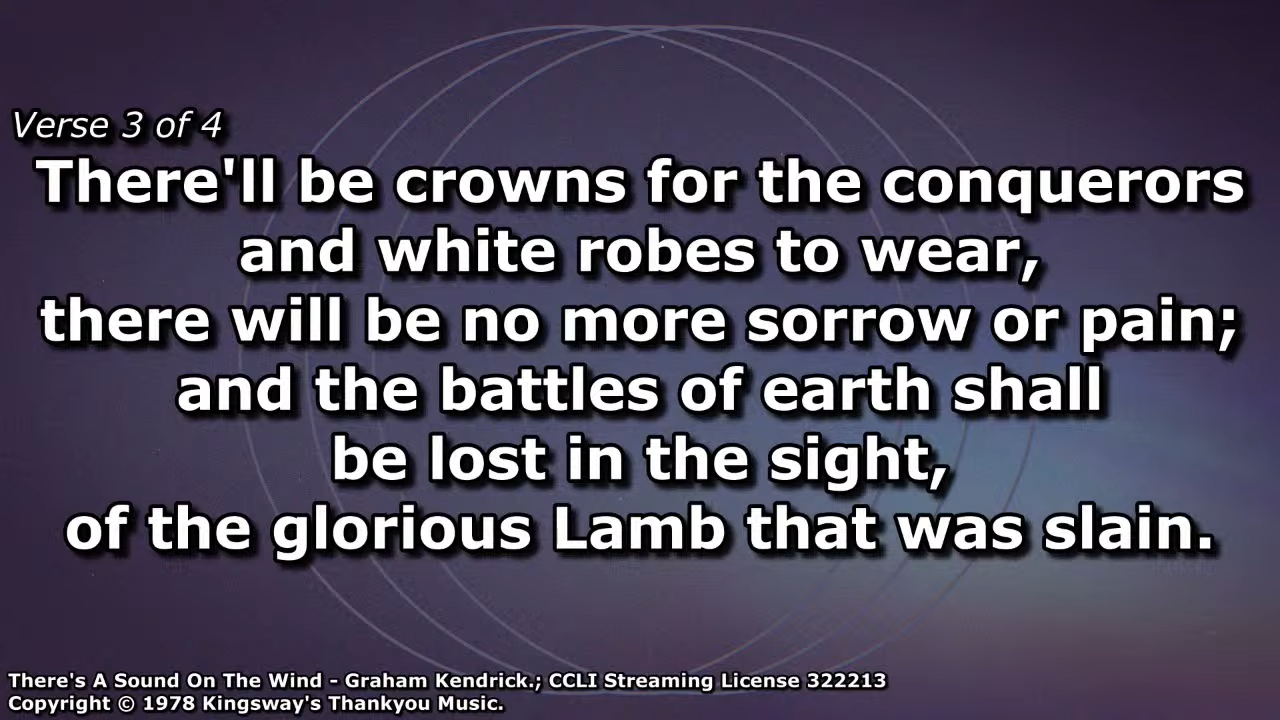 Verse 3 of 4
There'll be crowns for the conquerors
and white robes to wear,
there will be no more sorrow or pain;
and the battles of earth shall
be lost in the sight,
of the glorious Lamb that was slain.
There's A Sound On The Wind - Graham Kendrick.; CCLI Streaming License 322213
Copyright © 1978 Kingsway's Thankyou Music.